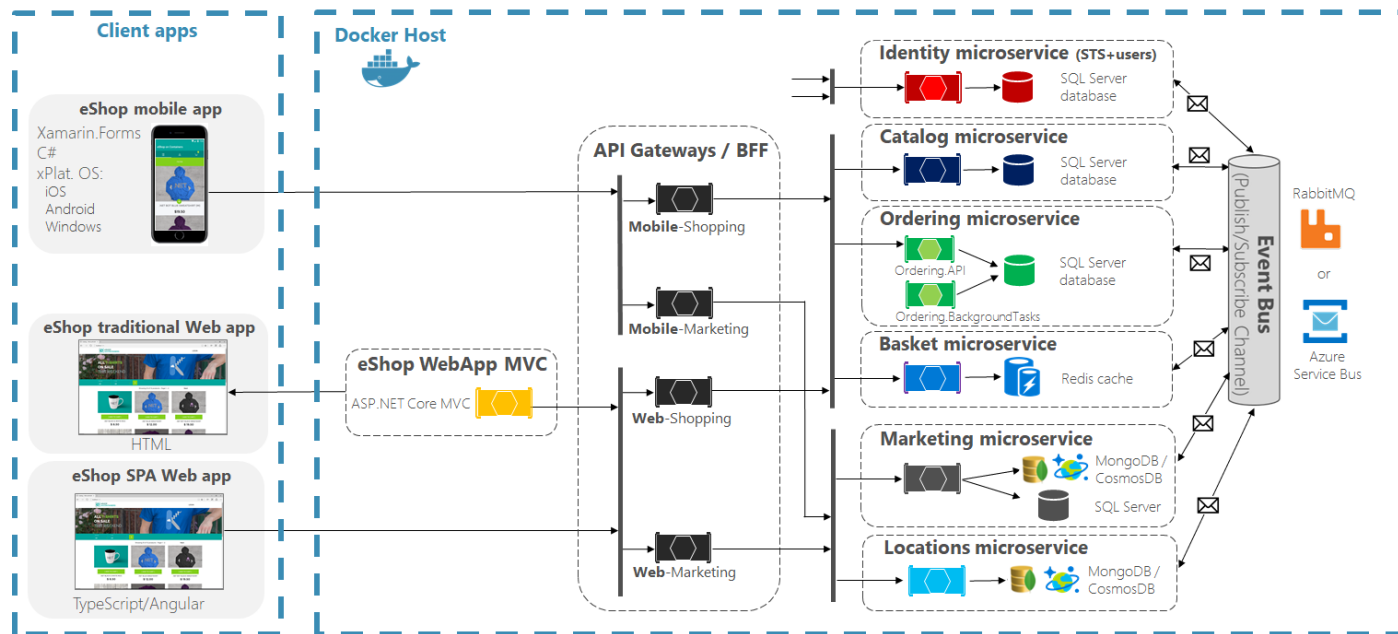 Client apps
eShop mobile app
Xamarin.Forms
C#
xPlat. OS:
iOS
Android
Windows
eShop traditional Web app
HTML
eShop SPA Web app
TypeScript/Angular
Docker Host
eShop WebApp MVC
ASP.NET Core MVC
API Gateways / BFF
Mobile-Shopping
Mobile-Marketing
Web-Shopping
Web-Marketing
Identity microservice (STS+users)
SQL Server
database
Catalog microservice
SQL Server
database
Ordering microservice
Ordering.API
SQL Server
database
Ordering.BackgroundTasks
Basket microservice
Redis cache
Marketing microservice
MongoDB /
CosmosDB
SQL Server
Locations microservice
MongoDB /
CosmosDB
Event Bus
(Publish/Subscribe Channel)
RabbitMQ
or
Azure
Service Bus